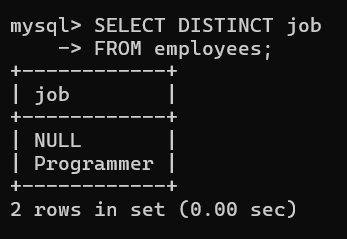 mysql> SELECT DISTINCT job
    -> FROM employees;
+------------+
| job        |
+------------+
| NULL       |
| Programmer |
+------------+
2 rows in set (0.00 sec)